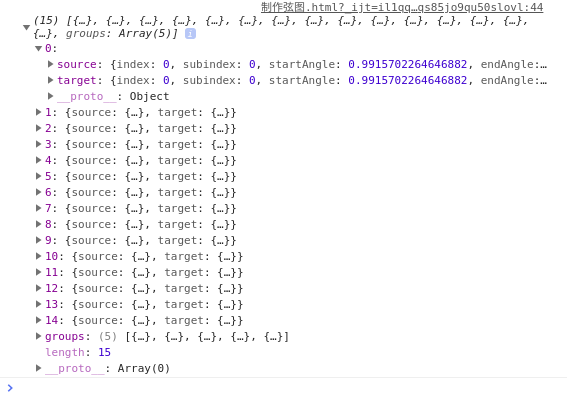 制作弦图.html?_ijt=il1qq…qs85jo9qu50slovl:44
(15) [{…}, {…}, {…}, {…}, {…}, {…}, {…}, {…}, {…}, {…}, {…}, {…}, {…}, {…},
{…}, groups: Array(5)] i
0:
source: {index: 0, subindex: 0, startAngle: 0.9915702264646882, endAngle:…
target: {index: 0, subindex: 0, startAngle: 0.9915702264646882, endAngle:…
__proto__: Object
1: {source: {…}, target: {…}}
2: {source: {…}, target: {…}}
3: {source: {…}, target: {…}}
4: {source: {…}, target: {…}}
5: {source: {…}, target: {…}}
6: {source: {…}, target: {…}}
7: {source: {…}, target: {…}}
8: {source: {…}, target: {…}}
9: {source: {…}, target: {…}}
10: {source: {…}, target: {…}}
11: {source: {…}, target: {…}}
12: {source: {…}, target: {…}}
13: {source: {…}, target: {…}}
14: {source: {…}, target: {…}}
groups: (5) [{…}, {…}, {…}, {…}, {…}]
length: 15
__proto__: Array(0)